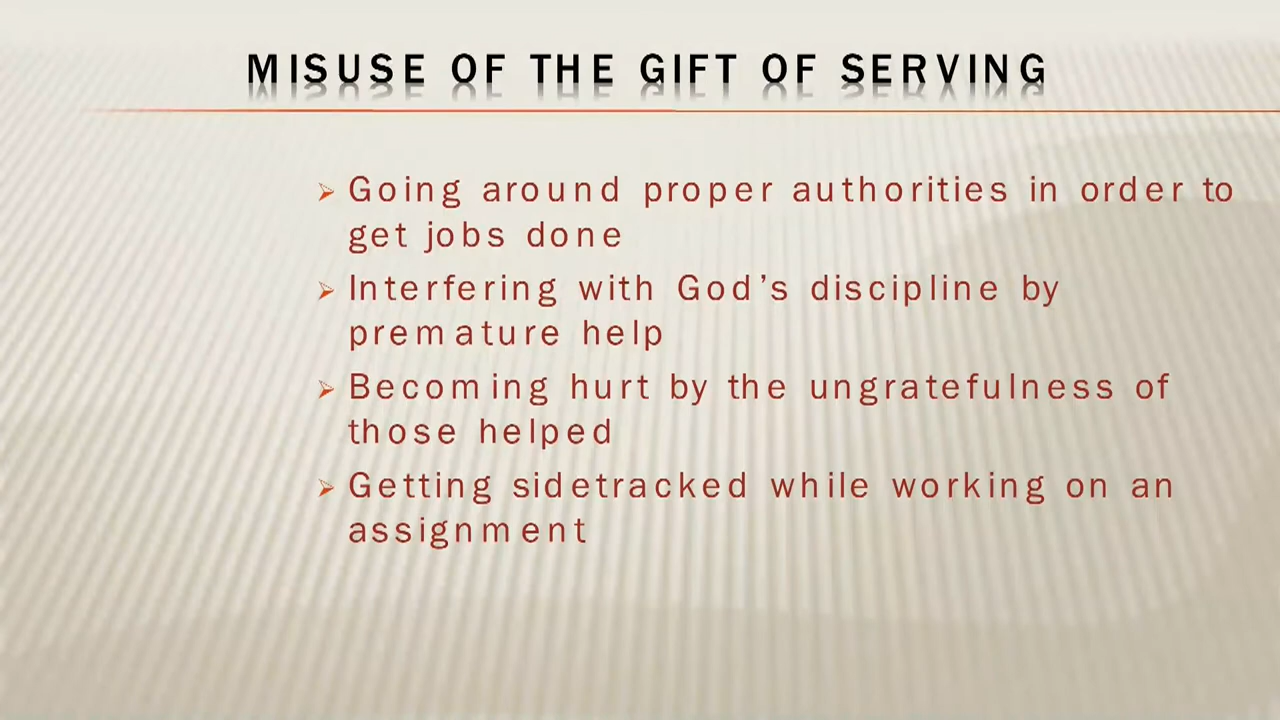 MISUSE OF THE GIFT OF SERVING
Going around proper authorities in order to
get jobs done
Interfering with God's discipline by
premature help
Becoming hurt by the ungratefulness of
those helped
Getting sidetracked while working on an
assignment